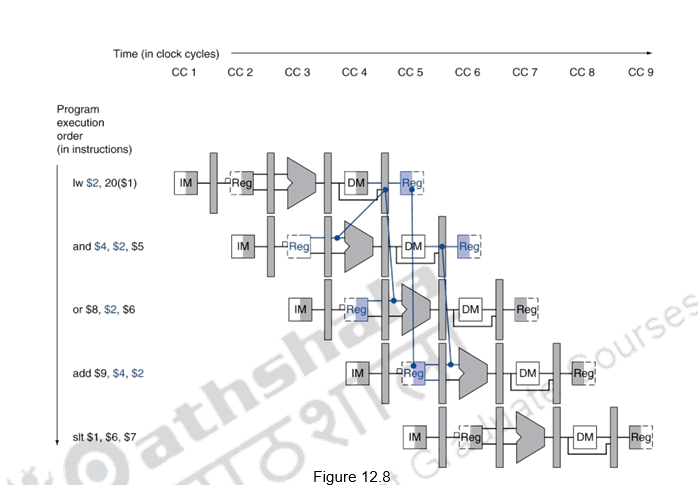 Time (in clock cycles)
CC 1 CC 2 CC 3 CC 4 CC 5 CC 6 CC 7 CC 8 CC 9
Program
execution
order
(in instructions)
lw $2, 20($1) IM Reg DM Reg
and $4, $2, $5 IM Reg DM Reg
or $8, $2, $6 IM Reg DM Reg
add $9, $4, $2 IM Reg DM Reg
slt $1, $6, $7 IM Reg DM Reg
athshala
पाठशाला
Graduate Courses
Figure 12.8